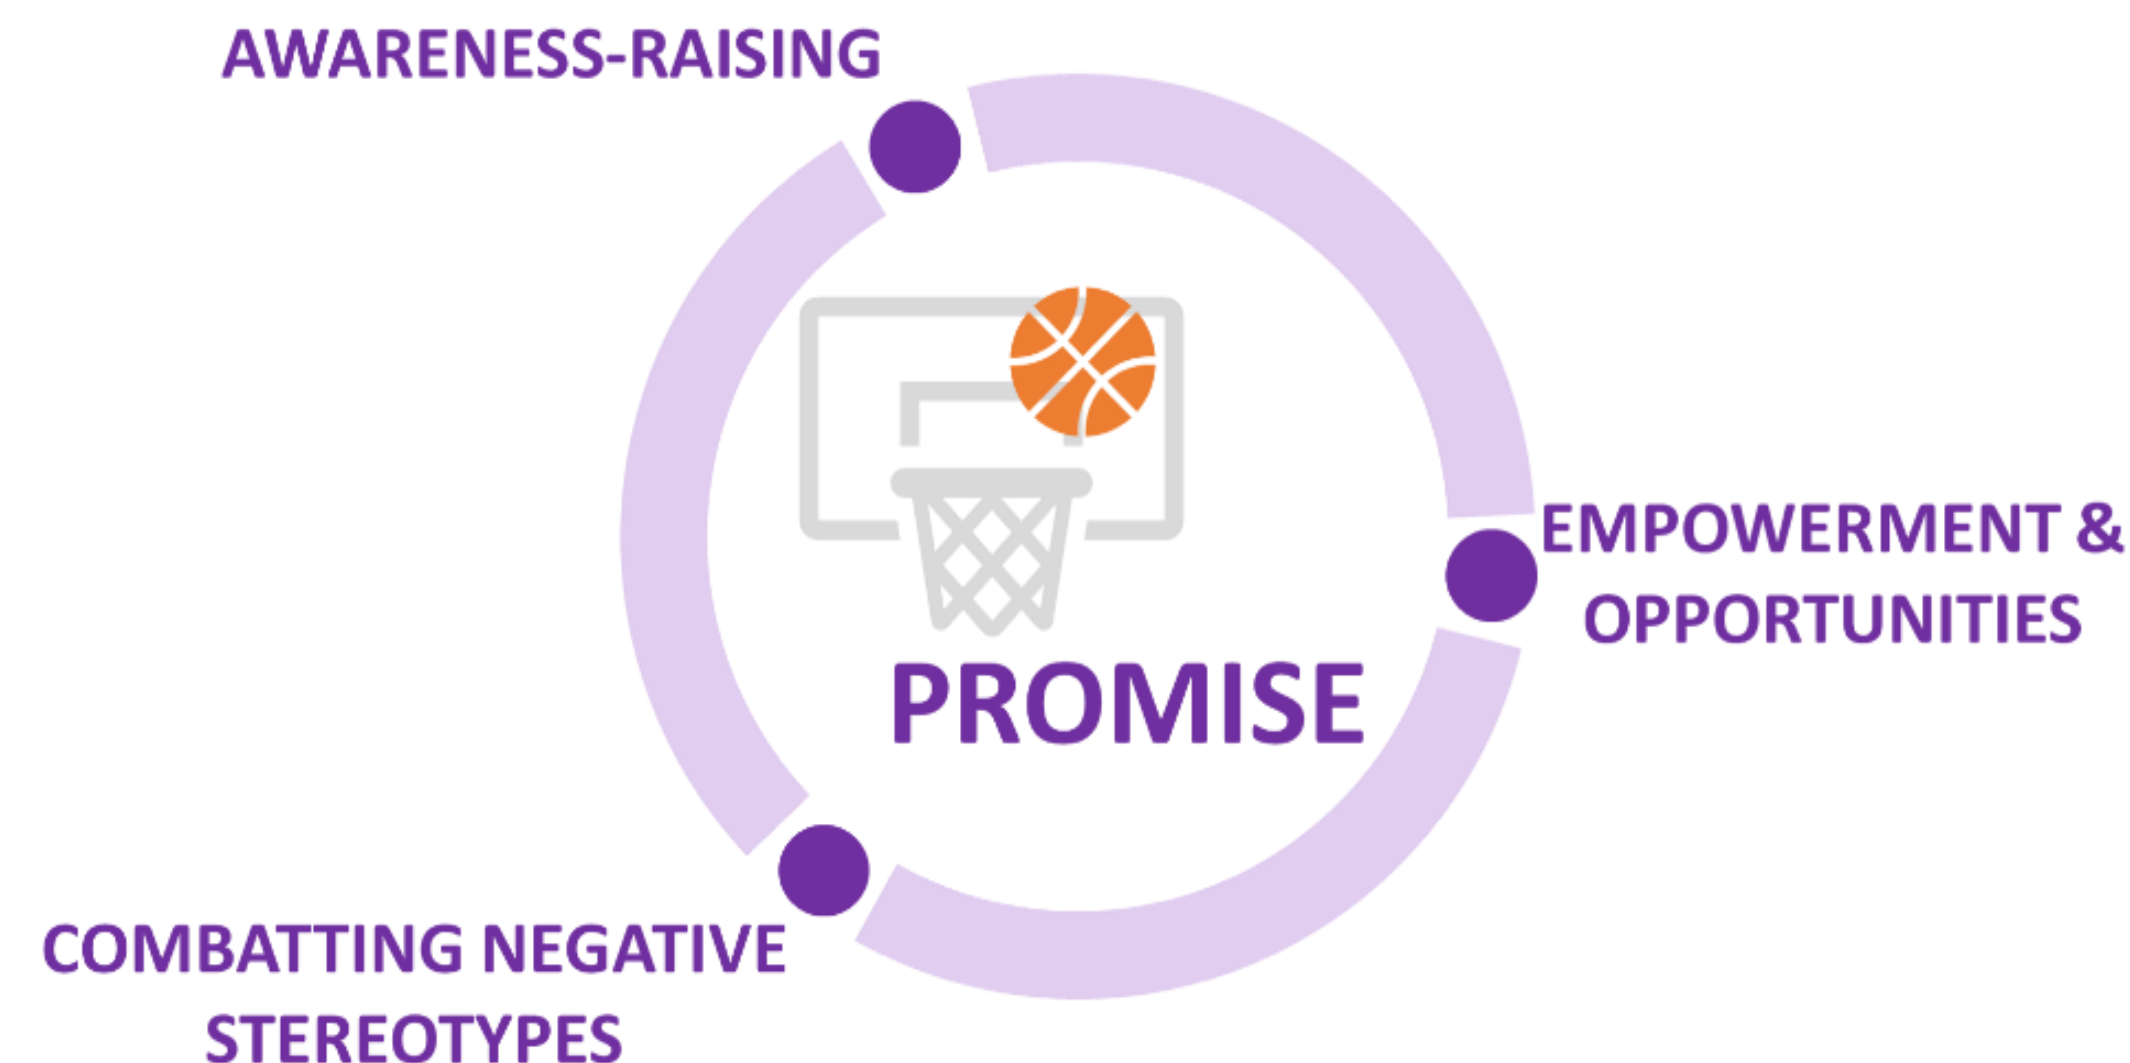 AWARENESS-RAISING
EMPOWERMENT &
OPPORTUNITIES
PROMISE
COMBATTING NEGATIVE
STEREOTYPES